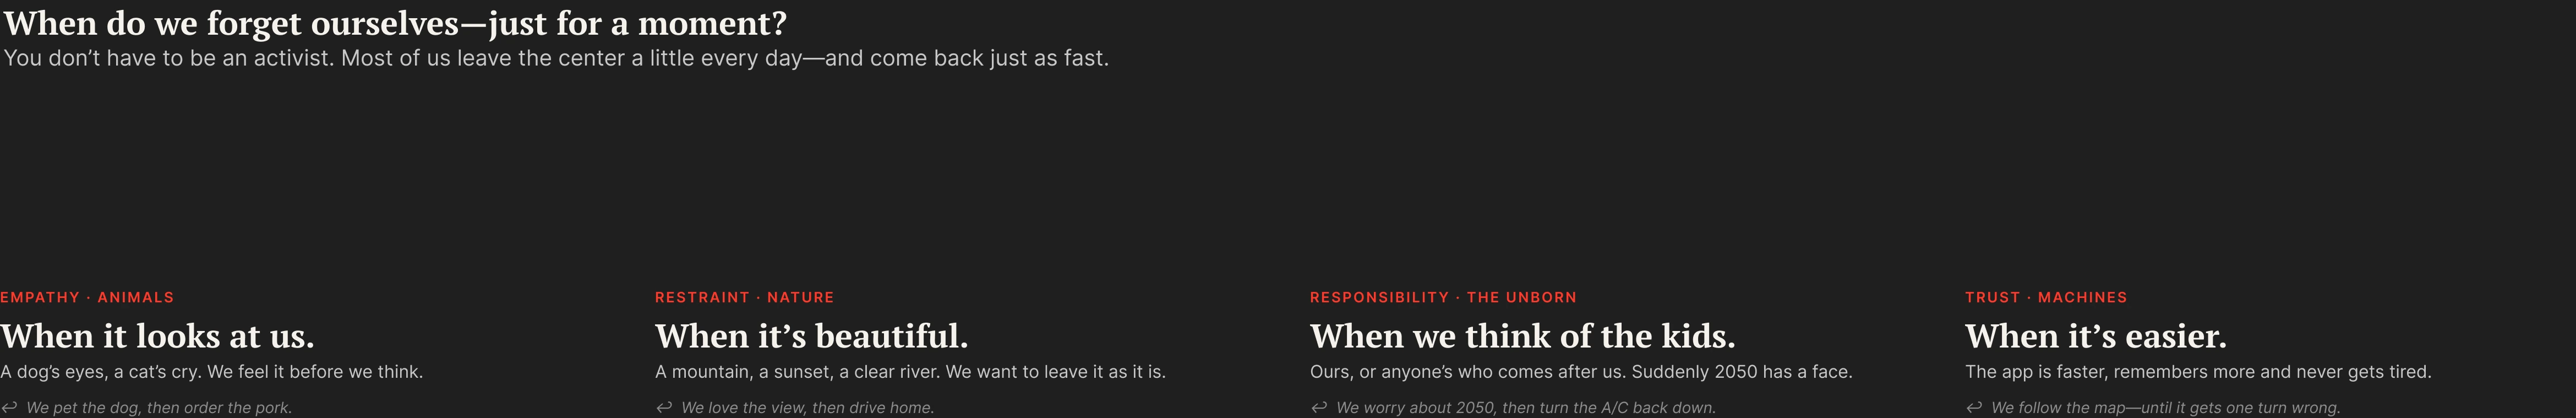 When do we forget ourselves—just for a moment?
You don’t have to be an activist. Most of us leave the center a little every day—and come back just as fast.
EMPATHY · ANIMALS
When it looks at us.
A dog’s eyes, a cat’s cry. We feel it before we think.
↩ We pet the dog, then order the pork.
RESTRAINT · NATURE
When it’s beautiful.
A mountain, a sunset, a clear river. We want to leave it as it is.
↩ We love the view, then drive home.
RESPONSIBILITY · THE UNBORN
When we think of the kids.
Ours, or anyone’s who comes after us. Suddenly 2050 has a face.
↩ We worry about 2050, then turn the A/C back down.
TRUST · MACHINES
When it’s easier.
The app is faster, remembers more and never gets tired.
↩ We follow the map—until it gets one turn wrong.